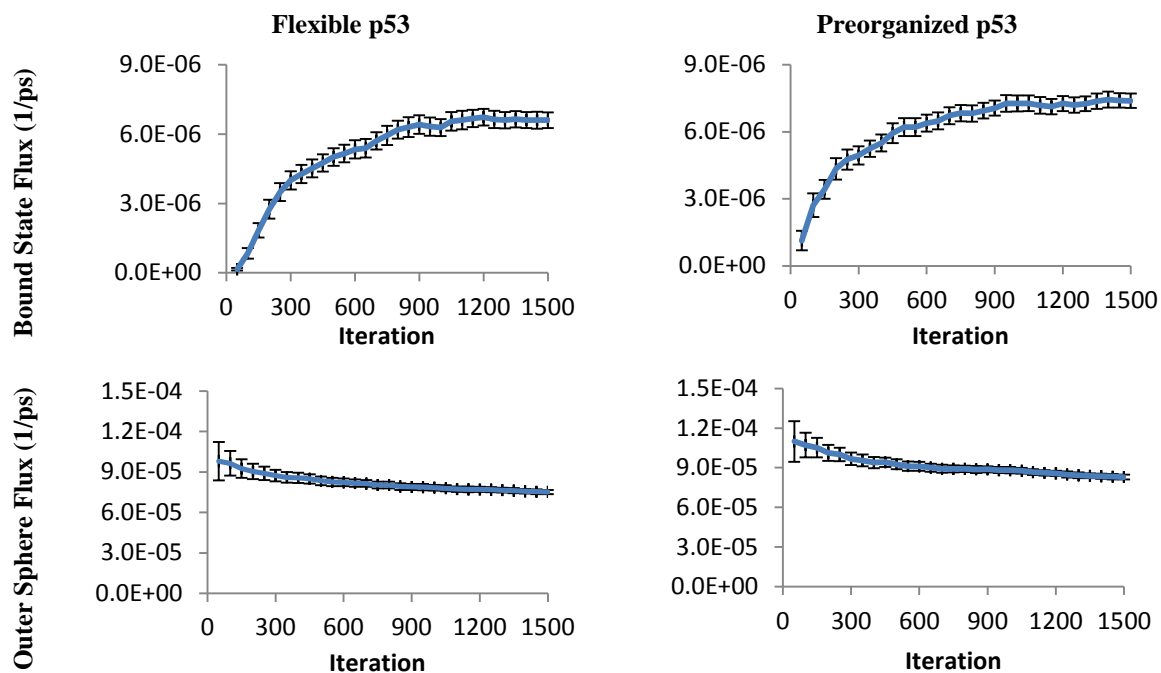 Flexible p53
Preorganized p53
Bound State Flux (1/ps)
9.0E-06
6.0E-06
3.0E-06
0.0E+00
0 300 600 900 1200 1500
Iteration
9.0E-06
6.0E-06
3.0E-06
0.0E+00
0 300 600 900 1200 1500
Iteration
Outer Sphere Flux (1/ps)
1.5E-04
1.2E-04
9.0E-05
6.0E-05
3.0E-05
0.0E+00
0 300 600 900 1200 1500
Iteration
1.5E-04
1.2E-04
9.0E-05
6.0E-05
3.0E-05
0.0E+00
0 300 600 900 1200 1500
Iteration